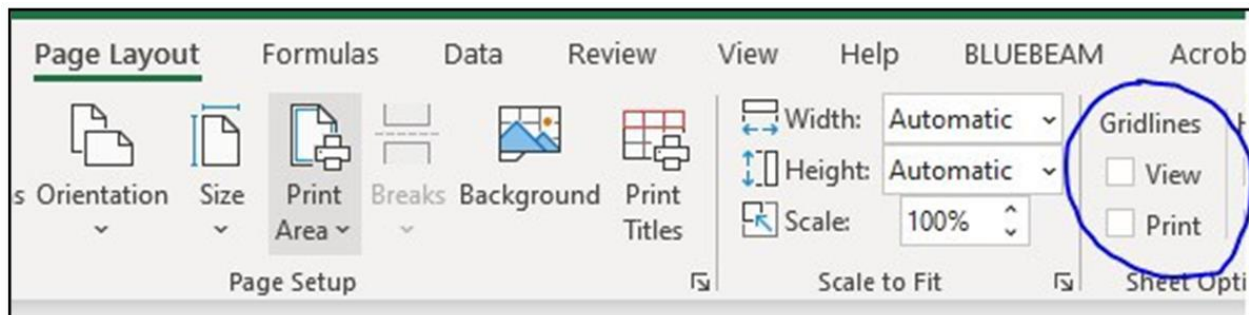 Page Layout Formulas Data Review View Help BLUEBEAM Acrob
Width: Automatic Gridlines
Height: Automatic View
s Orientation Size Print Breaks Background Print
Area Titles
Scale: 100% Print
Page Setup Scale to Fit Sheet Opti